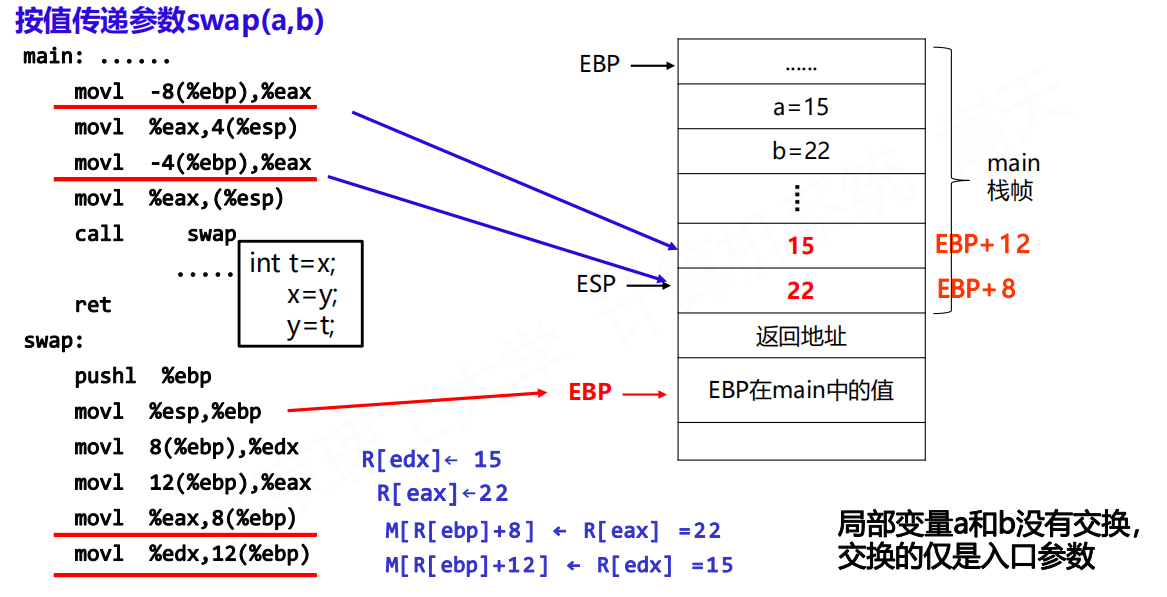 按值传递参数swap(a,b)
main: ......
movl -8(%ebp),%eax
movl %eax,4(%esp)
movl -4(%ebp),%eax
movl %eax,(%esp)
call swap
.....
ret
int t=x;
x=y;
y=t;
swap:
pushl %ebp
movl %esp,%ebp
movl 8(%ebp),%edx
movl 12(%ebp),%eax
movl %eax,8(%ebp)
movl %edx,12(%ebp)
R[edx]← 15
R[eax]←22
M[R[ebp]+8] ← R[eax] =22
M[R[ebp]+12] ← R[edx] =15
EBP
......
a=15
b=22
⋮
15
EBP+12
ESP
22
EBP+8
返回地址
EBP
EBP在main中的值
main
栈帧
局部变量a和b没有交换，
交换的仅是入口参数